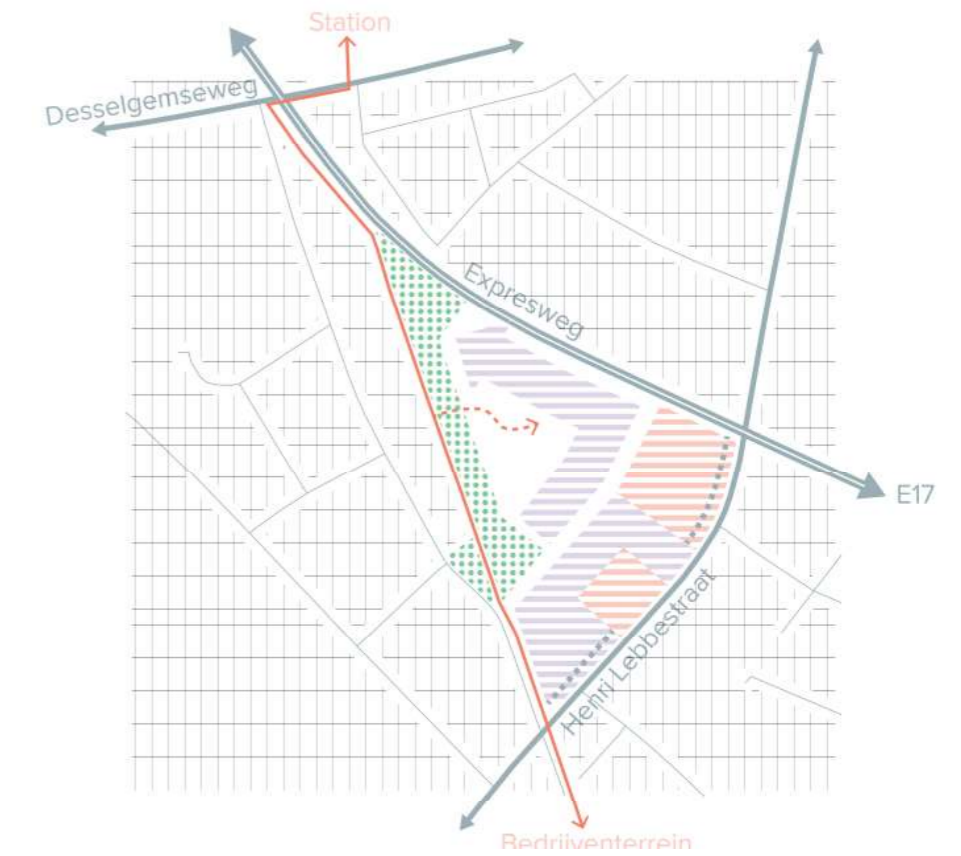 Station
Desselgemseweg
Expresweg
E17
Henri Lebbestraat
Bedrijventerrein